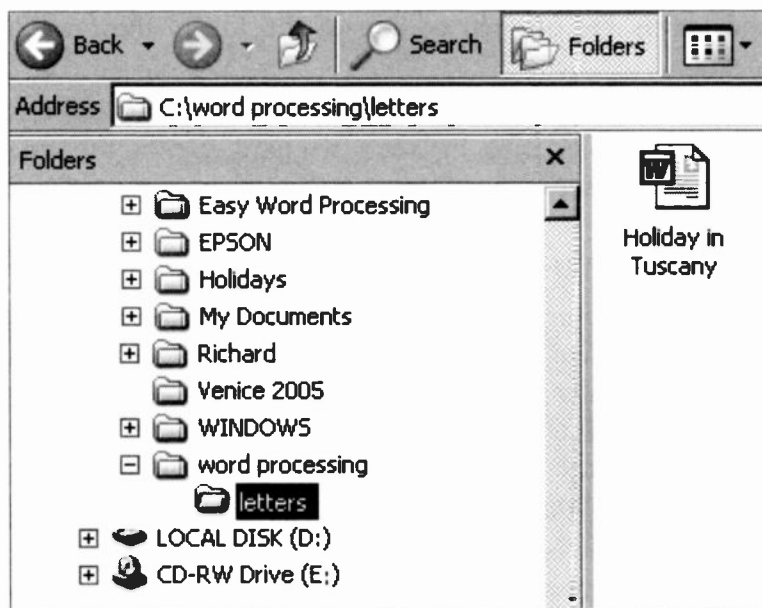 Back
Search
Folders
Address
C:\word processing\letters
Folders
Easy Word Processing
EPSON
Holidays
My Documents
Richard
Venice 2005
WINDOWS
word processing
letters
LOCAL DISK (D:)
CD-RW Drive (E:)
Holiday in
Tuscany